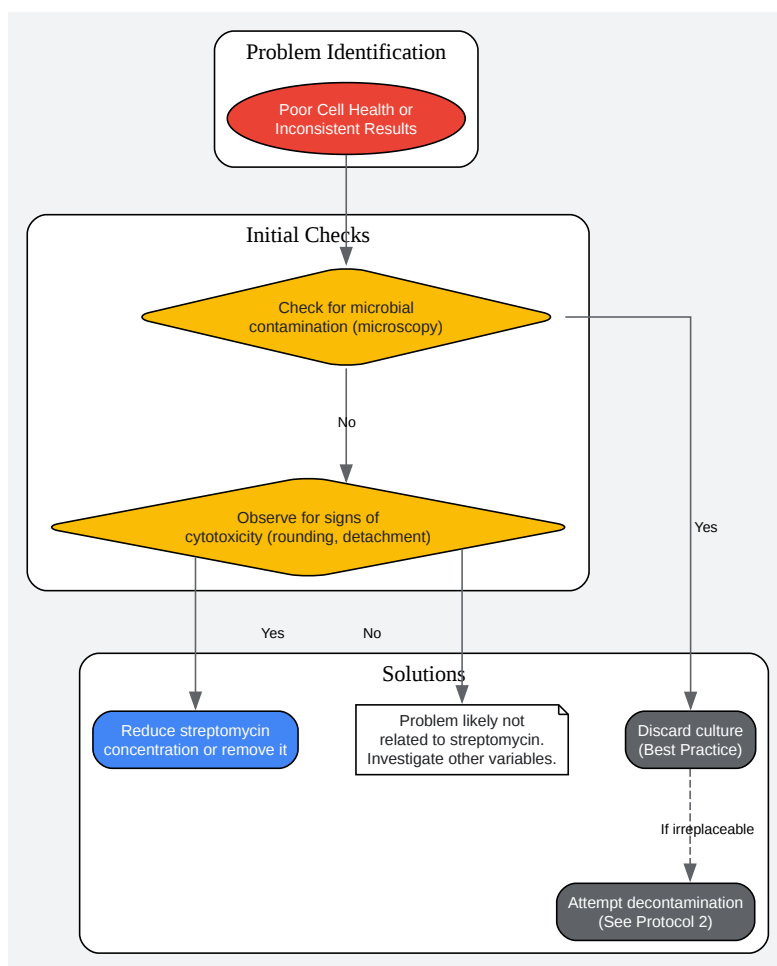 Problem Identification
Poor Cell Health or
Inconsistent Results
Initial Checks
Check for microbial
contamination (microscopy)
No
Observe for signs of
cytotoxicity (rounding, detachment)
Yes
Yes
No
Solutions
Reduce streptomycin
concentration or remove it
Problem likely not
related to streptomycin.
Investigate other variables.
Discard culture
(Best Practice)
If irreplaceable
Attempt decontamination
(See Protocol 2)